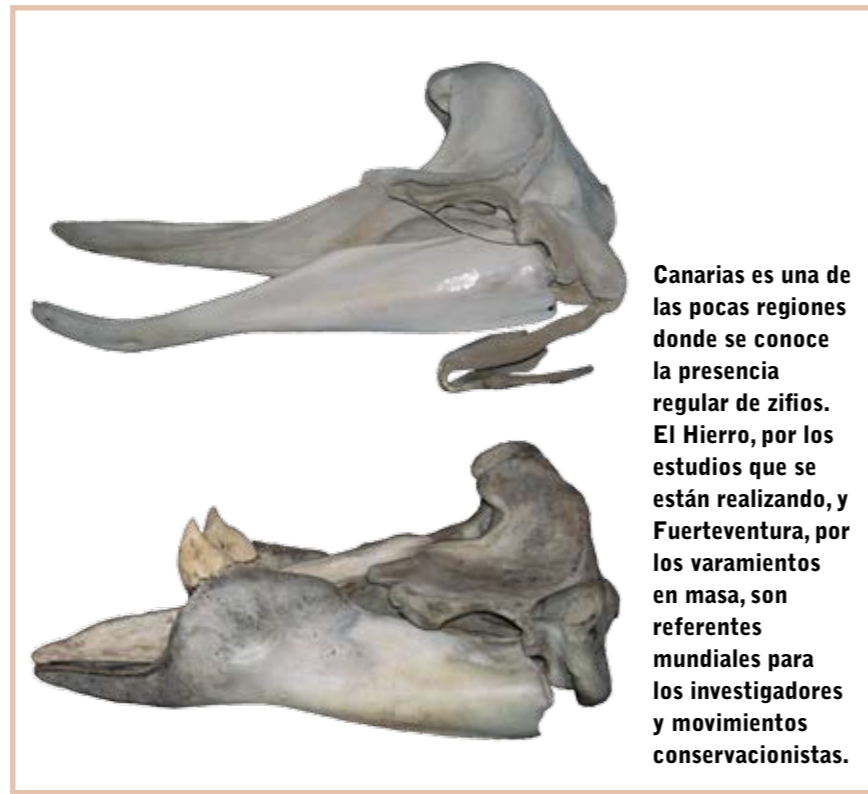 Canarias es una de
las pocas regiones
donde se conoce
la presencia
regular de zifios.
El Hierro, por los
estudios que se
están realizando, y
Fuerteventura, por
los varamientos
en masa, son
referentes
mundiales para
los investigadores
y movimientos
conservacionistas.